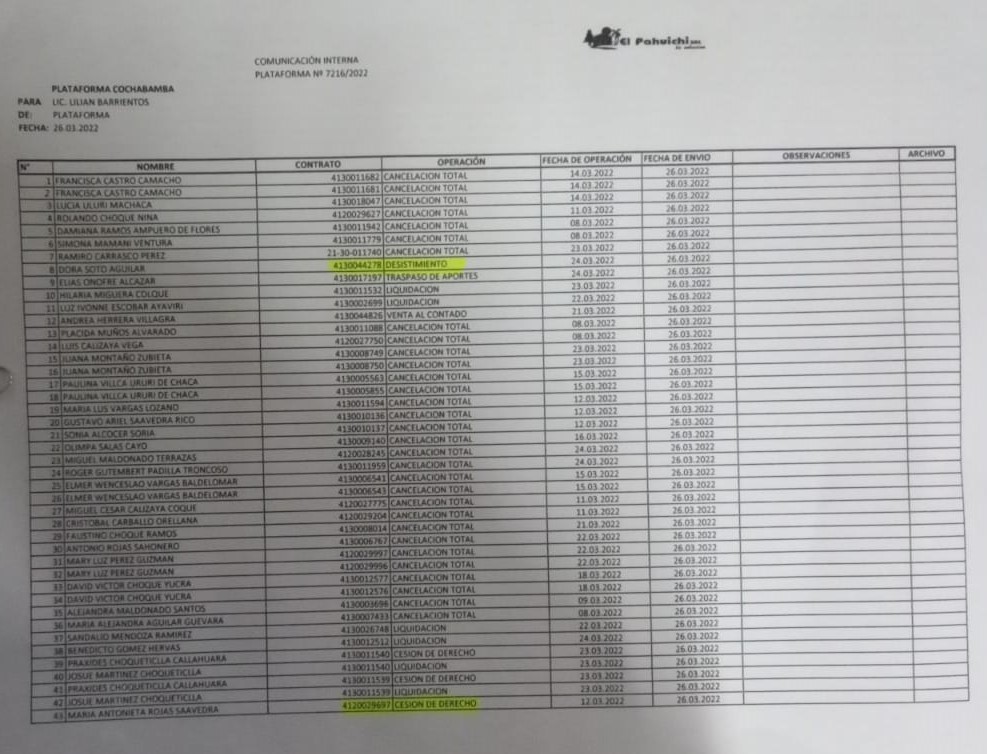 El Pahuichi
COMUNICACIÓN INTERNA
PLATAFORMA Nº 7216/2022
PLATAFORMA COCHABAMBA
PARA LIC. LILIAN BARRIENTOS
DE: PLATAFORMA
FECHA: 26.03.2022
N° NOMBRE CONTRATO OPERACIÓN FECHA DE OPERACIÓN FECHA DE ENVIO OBSERVACIONES ARCHIVO
1 FRANCISCA CASTRO CAMACHO 4130011682 CANCELACION TOTAL 14.03.2022 26.03.2022
2 FRANCISCA CASTRO CAMACHO 4130011681 CANCELACION TOTAL 14.03.2022 26.03.2022
3 LUCIA ULURI MACHACA 4130018047 CANCELACION TOTAL 14.03.2022 26.03.2022
4 ROLANDO CHOQUE NINA 4120029627 CANCELACION TOTAL 11.03.2022 26.03.2022
5 DAMIANA RAMOS AMPUERO DE FLORES 4130011942 CANCELACION TOTAL 08.03.2022 26.03.2022
6 SIMONA MAMANI VENTURA 4130011779 CANCELACION TOTAL 08.03.2022 26.03.2022
7 RAMIRO CARRASCO PEREZ 21-30-011740 CANCELACION TOTAL 23.03.2022 26.03.2022
8 DORA SOTO AGUILAR 4130044278 DESISTIMIENTO 24.03.2022 26.03.2022
9 ELIAS ONOFRE ALCAZAR 4130017197 TRASPASO DE APORTES 24.03.2022 26.03.2022
10 HILARIA MIGUERA COLQUE 4130011532 LIQUIDACION 23.03.2022 26.03.2022
11 LUZ IVONNE ESCOBAR AYAVIRI 4130002699 LIQUIDACION 22.03.2022 26.03.2022
12 ANDREA HERRERA VILLAGRA 4130044826 VENTA AL CONTADO 21.03.2022 26.03.2022
13 PLACIDA MUÑOS ALVARADO 4130011088 CANCELACION TOTAL 08.03.2022 26.03.2022
14 LUIS CALIZAYA VEGA 4120027750 CANCELACION TOTAL 08.03.2022 26.03.2022
15 JUANA MONTAÑO ZUBIETA 4130008749 CANCELACION TOTAL 23.03.2022 26.03.2022
16 JUANA MONTAÑO ZUBIETA 4130008750 CANCELACION TOTAL 23.03.2022 26.03.2022
17 PAULINA VILLCA URURI DE CHACA 4130005563 CANCELACION TOTAL 15.03.2022 26.03.2022
18 PAULINA VILLCA URURI DE CHACA 4130005855 CANCELACION TOTAL 15.03.2022 26.03.2022
19 MARIA LUS VARGAS LOZANO 4130011594 CANCELACION TOTAL 12.03.2022 26.03.2022
20 GUSTAVO ARIEL SAAVEDRA RICO 4130010136 CANCELACION TOTAL 12.03.2022 26.03.2022
21 SONIA ALCOCER SORIA 4130010137 CANCELACION TOTAL 12.03.2022 26.03.2022
22 OLIMPA SALAS CAYO 4130009140 CANCELACION TOTAL 16.03.2022 26.03.2022
23 MIGUEL MALDONADO TERRAZAS 4120028245 CANCELACION TOTAL 24.03.2022 26.03.2022
24 ROGER GUTEMBERT PADILLA TRONCOSO 4130011959 CANCELACION TOTAL 24.03.2022 26.03.2022
25 ELMER WENCESLAO VARGAS BALDELOMAR 4130006541 CANCELACION TOTAL 15.03.2022 26.03.2022
26 ELMER WENCESLAO VARGAS BALDELOMAR 4130006543 CANCELACION TOTAL 15.03.2022 26.03.2022
27 MIGUEL CESAR CALIZAYA COQUE 4120027775 CANCELACION TOTAL 11.03.2022 26.03.2022
28 CRISTOBAL CARBALLO ORELLANA 4120029204 CANCELACION TOTAL 11.03.2022 26.03.2022
29 FAUSTINO CHOQUE RAMOS 4130008014 CANCELACION TOTAL 21.03.2022 26.03.2022
30 ANTONIO ROJAS SAHONERO 4130006767 CANCELACION TOTAL 22.03.2022 26.03.2022
31 MARY LUZ PEREZ GUZMAN 4120029997 CANCELACION TOTAL 22.03.2022 26.03.2022
32 MARY LUZ PEREZ GUZMAN 4120029996 CANCELACION TOTAL 22.03.2022 26.03.2022
33 DAVID VICTOR CHOQUE YUCRA 4130012577 CANCELACION TOTAL 18.03.2022 26.03.2022
34 DAVID VICTOR CHOQUE YUCRA 4130012576 CANCELACION TOTAL 18.03.2022 26.03.2022
35 ALEJANDRA MALDONADO SANTOS 4130003696 CANCELACION TOTAL 09.03.2022 26.03.2022
36 MARIA ALEJANDRA AGUILAR GUEVARA 4130007433 CANCELACION TOTAL 08.03.2022 26.03.2022
37 SANDALIO MENDOZA RAMIREZ 4130026748 LIQUIDACION 22.03.2022 26.03.2022
38 BENEDICTO GOMEZ HERVAS 4130012512 LIQUIDACION 24.03.2022 26.03.2022
39 PRAXIDES CHOQUETICLLA CALLAHUARA 4130011540 CESION DE DERECHO 23.03.2022 26.03.2022
40 JOSUE MARTINEZ CHOQUETICLLA 4130011540 LIQUIDACION 23.03.2022 26.03.2022
41 PRAXIDES CHOQUETICLLA CALLAHUARA 4130011539 CESION DE DERECHO 23.03.2022 26.03.2022
42 JOSUE MARTINEZ CHOQUETICLLA 4130011539 LIQUIDACION 23.03.2022 26.03.2022
43 MARIA ANTONIETA ROJAS SAAVEDRA 4120029697 CESION DE DERECHO 12.03.2022 26.03.2022